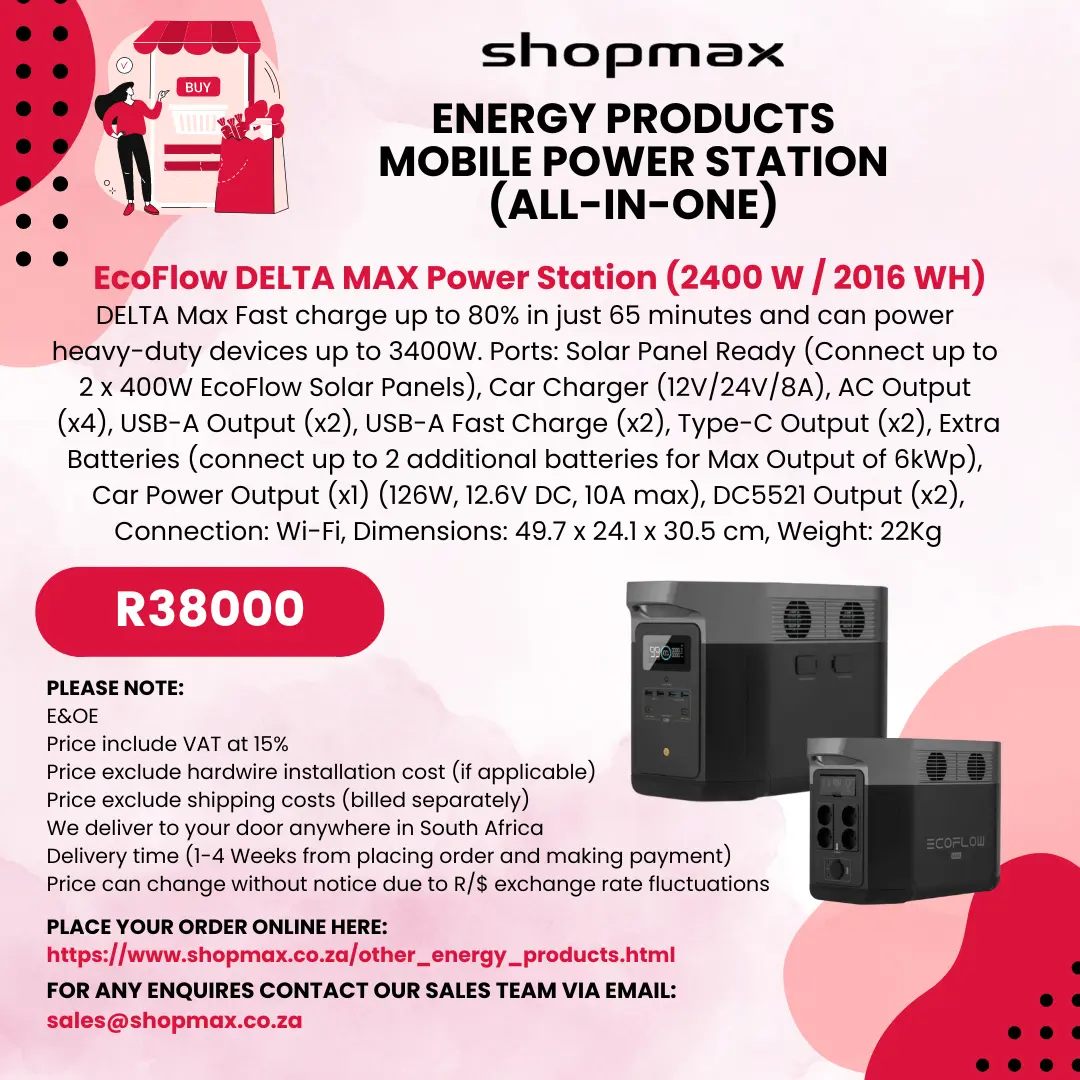 BUY
shopmax
ENERGY PRODUCTS
MOBILE POWER STATION
(ALL-IN-ONE)
EcoFlow DELTA MAX Power Station (2400 W / 2016 WH)
DELTA Max Fast charge up to 80% in just 65 minutes and can power
heavy-duty devices up to 3400W. Ports: Solar Panel Ready (Connect up to
2 x 400W EcoFlow Solar Panels), Car Charger (12V/24V/8A), AC Output
(x4), USB-A Output (x2), USB-A Fast Charge (x2), Type-C Output (x2), Extra
Batteries (connect up to 2 additional batteries for Max Output of 6kWp),
Car Power Output (x1) (126W, 12.6V DC, 10A max), DC5521 Output (x2),
Connection: Wi-Fi, Dimensions: 49.7 x 24.1 x 30.5 cm, Weight: 22Kg
R38000
PLEASE NOTE:
E&OE
Price include VAT at 15%
Price exclude hardwire installation cost (if applicable)
Price exclude shipping costs (billed separately)
We deliver to your door anywhere in South Africa
Delivery time (1-4 Weeks from placing order and making payment)
Price can change without notice due to R/$ exchange rate fluctuations
99
ECOFLOW
PLACE YOUR ORDER ONLINE HERE:
https://www.shopmax.co.za/other_energy_products.html
FOR ANY ENQUIRES CONTACT OUR SALES TEAM VIA EMAIL:
sales@shopmax.co.za